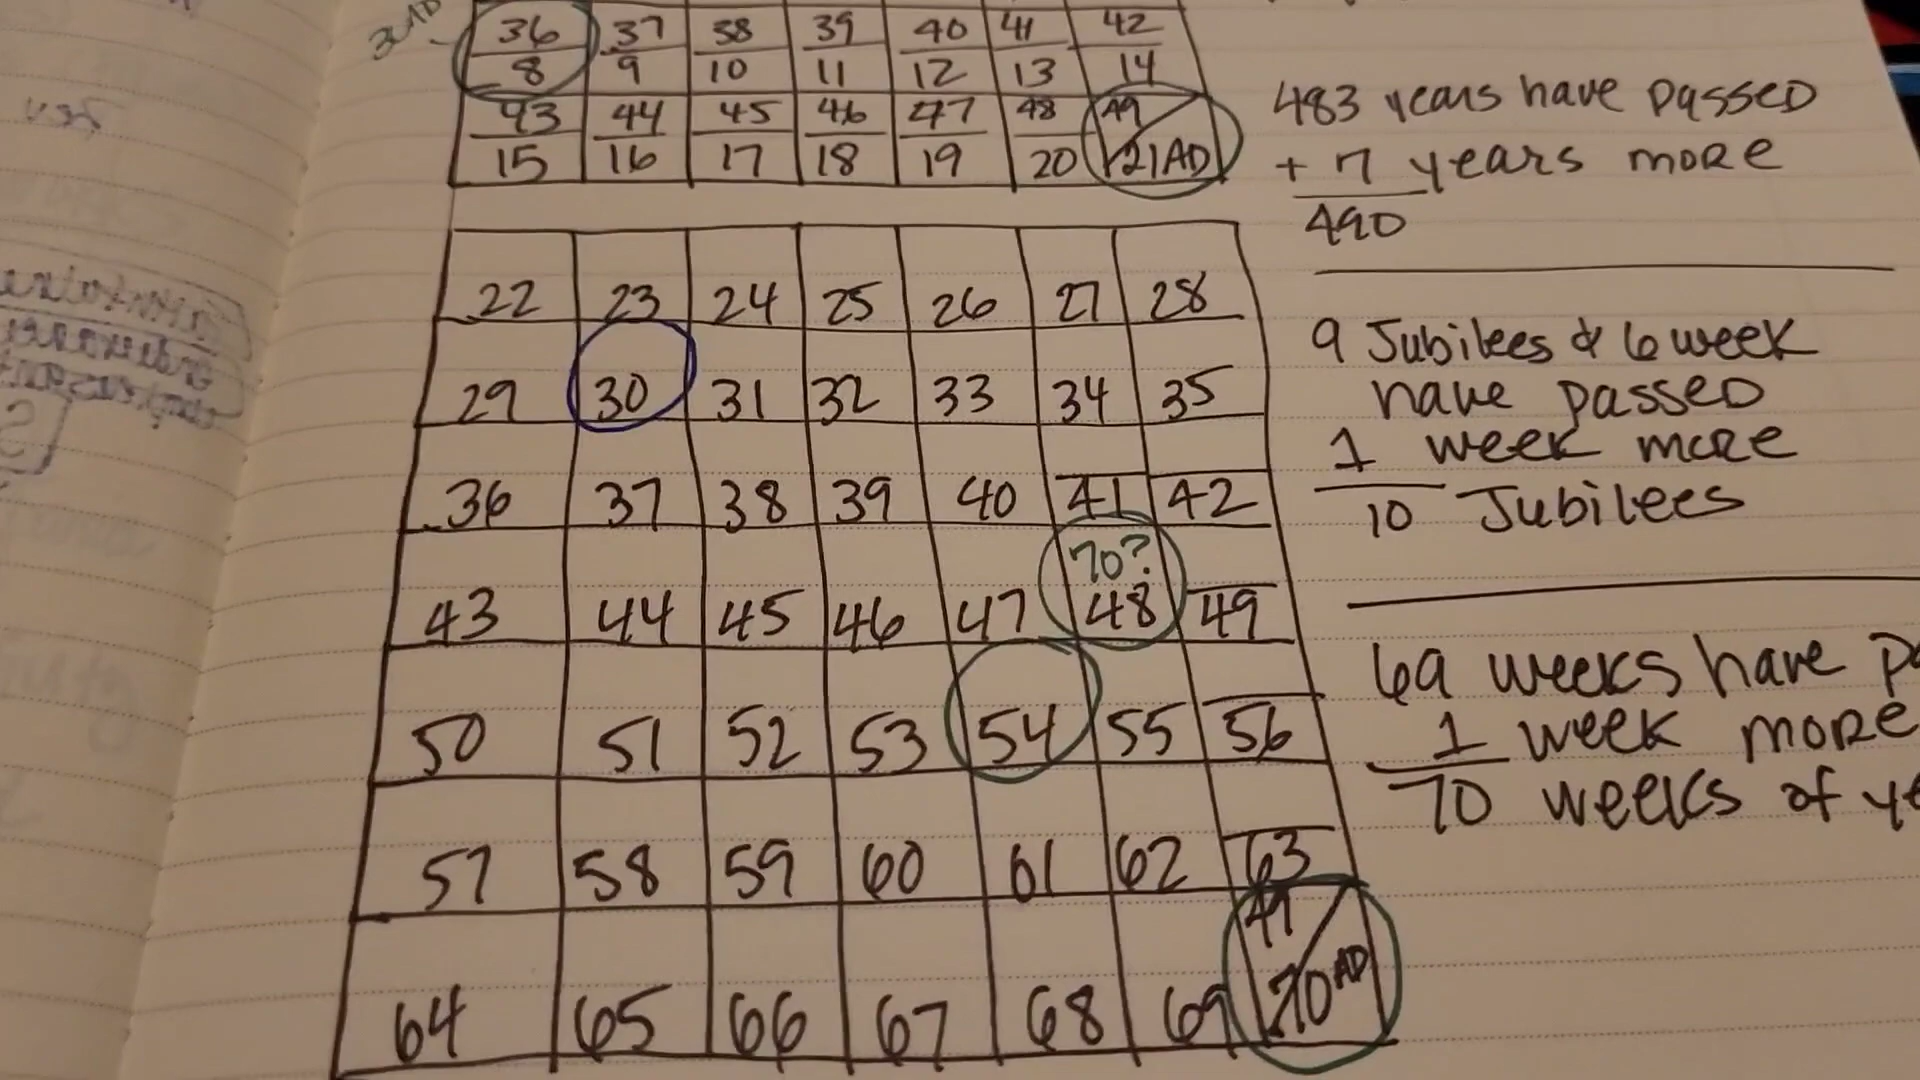 36 37 38 39 40 41 42
8 9 10 11 12 13 14
43 44 45 46 47 48 49
15 16 17 18 19 20 21AD
22 23 24 25 26 27 28
29 30 31 32 33 34 35
36 37 38 39 40 41 42
70?
43 44 45 46 47 48 49
50 51 52 53 54 55 56
57 58 59 60 61 62 63
49
64 65 66 67 68 69 70AD
483 years have passed
+ 7 years more
490
9 Jubilees & 6 week
have passed
1 week more
10 Jubilees
69 weeks have
1 week more
70 weeks of